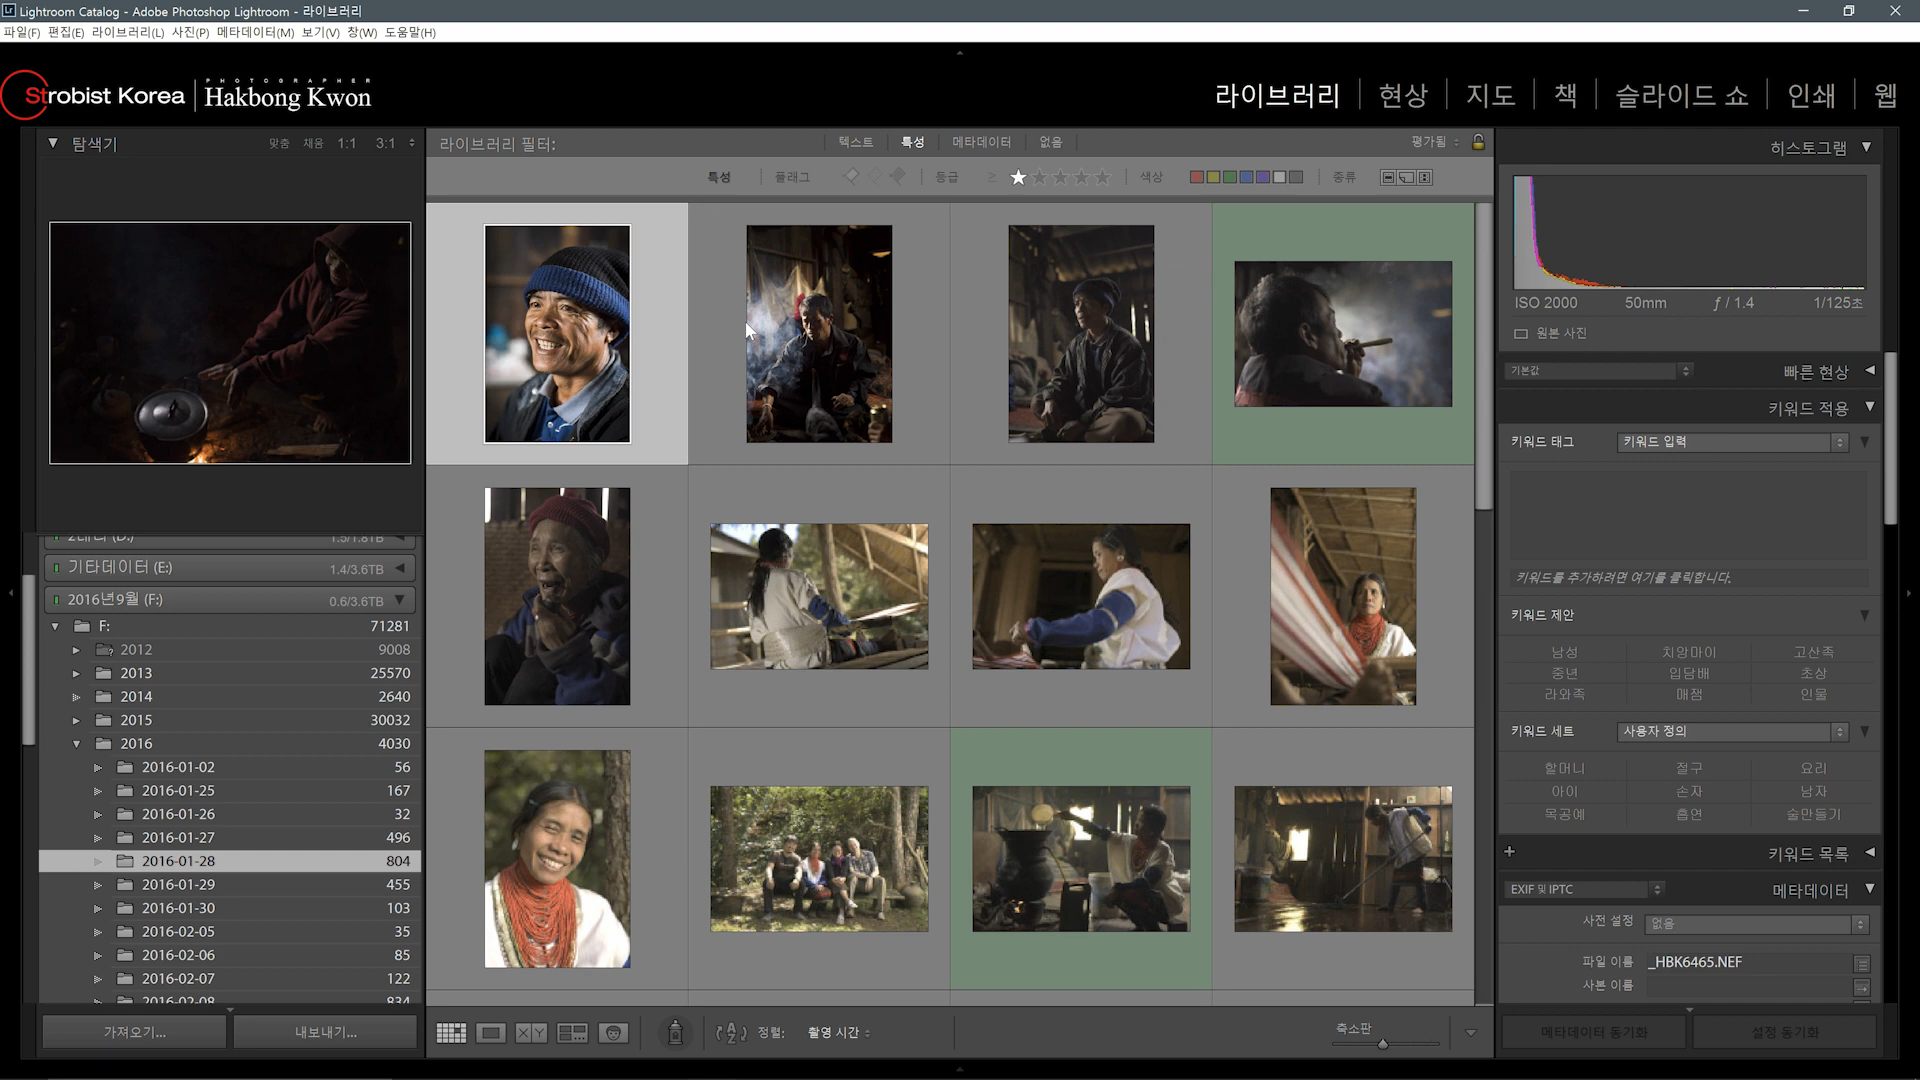 Lr Lightroom Catalog - Adobe Photoshop Lightroom - 라이브러리
파일(F) 편집(E) 라이브러리(L) 사진(P) 메타데이터(M) 보기(V) 창(W) 도움말(H)
Strobist Korea
PHOTOGRAPHER
Hakbong Kwon
라이브러리 현상 지도 책 슬라이드 쇼 인쇄 웹
탐색기 맞춤 채움 1:1 3:1
1.5/1.8TB
기타데이터 (E:) 1.4/3.6TB
2016년9월 (F:) 0.6/3.6TB
F: 71281
2012 9008
2013 25570
2014 2640
2015 30032
2016 4030
2016-01-02 56
2016-01-25 167
2016-01-26 32
2016-01-27 496
2016-01-28 804
2016-01-29 455
2016-01-30 103
2016-02-05 35
2016-02-06 85
2016-02-07 122
2016-02-08 834
가져오기... 내보내기...
라이브러리 필터: 텍스트 특성 메타데이터 없음 평가됨
특성 플래그 등급 ≥ 색상 종류
XY AZ 정렬: 촬영 시간 축소판
히스토그램
ISO 2000 50mm ƒ / 1.4 1/125초
원본 사진
기본값 빠른 현상
키워드 적용
키워드 태그 키워드 입력
키워드를 추가하려면 여기를 클릭합니다.
키워드 제안
남성 치앙마이 고산족
중년 입담배 초상
라와족 매잼 인물
키워드 세트 사용자 정의
할머니 절구 요리
아이 손자 남자
목공예 흡연 술만들기
+ 키워드 목록
EXIF 및 IPTC 메타데이터
사전 설정 없음
파일 이름 _HBK6465.NEF
사본 이름
메타데이터 동기화 설정 동기화